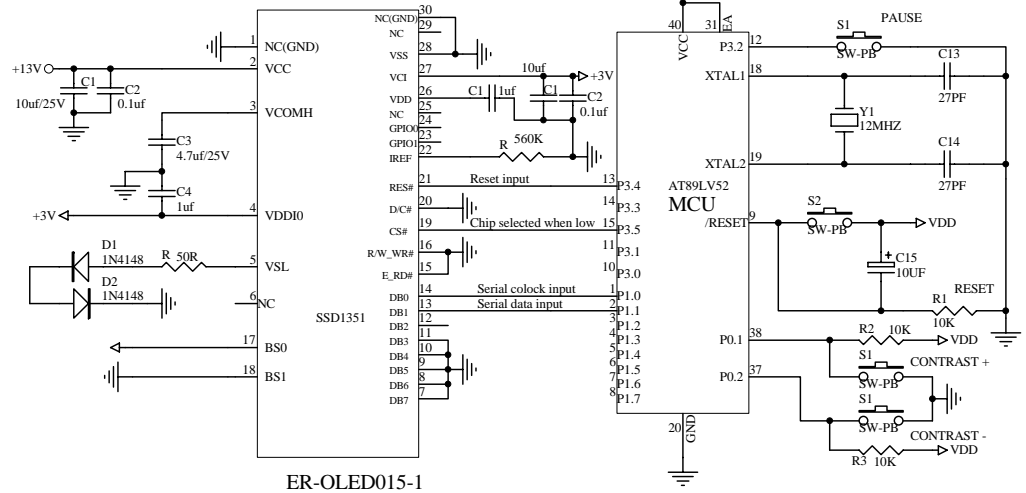 ER-OLED015-1
SSD1351
1 NC(GND)
+13V 2 VCC
C1 10uf/25V
C2 0.1uf
3 VCOMH
C3 4.7uf/25V
C4 1uf
+3V 4 VDDI0
D1 1N4148
R 50R 5 VSL
D2 1N4148
6 NC
17 BS0
18 BS1
NC(GND) 30
NC 29
VSS 28
VCI 27
VDD 26
NC 25
GPIO0 24
GPIO1 23
IREF 22
RES# 21
D/C# 20
CS# 19
R/W_WR# 16
E_RD# 15
DB0 14
DB1 13
DB2 12
DB3 11
DB4 10
DB5 9
DB6 8
DB7 7
10uf
+3V
C1 1uf
C1
C2 0.1uf
R 560K
Reset input
Chip selected when low
Serial colock input
Serial data input
AT89LV52
MCU
40 VCC
31 EA
13 P3.4
14 P3.3
15 P3.5
11 P3.1
10 P3.0
1 P1.0
2 P1.1
3 P1.2
4 P1.3
5 P1.4
6 P1.5
7 P1.6
8 P1.7
20 GND
P3.2 12
XTAL1 18
XTAL2 19
/RESET 9
P0.1 38
P0.2 37
S1 PAUSE
SW-PB
C13
27PF
Y1
12MHZ
C14
27PF
S2
SW-PB
VDD
C15
+
10UF
RESET
R1
10K
R2 10K
VDD
S1 CONTRAST +
SW-PB
S1
SW-PB
CONTRAST -
R3 10K
VDD